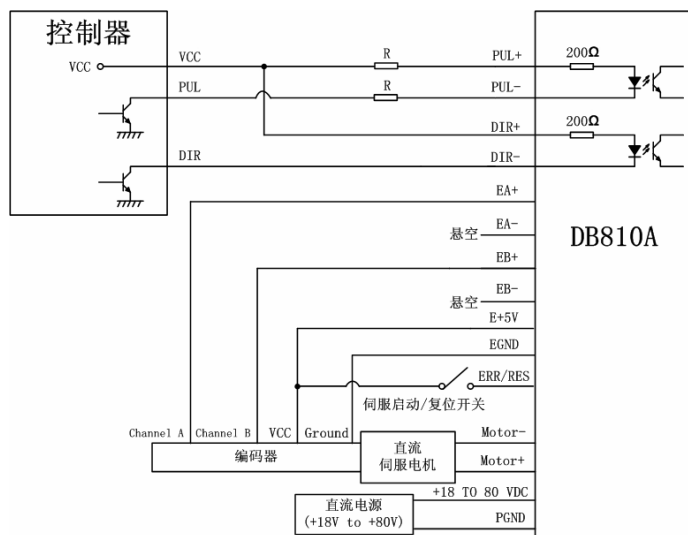 控制器
VCC
VCC
R
PUL+
200Ω
PUL
R
PUL-
DIR+
200Ω
DIR
DIR-
EA+
EA-
悬空
DB810A
EB+
EB-
悬空
E+5V
EGND
ERR/RES
伺服启动/复位开关
Channel A Channel B VCC Ground
编码器
直流
伺服电机
Motor-
Motor+
+18 TO 80 VDC
直流电源
(+18V to +80V)
PGND